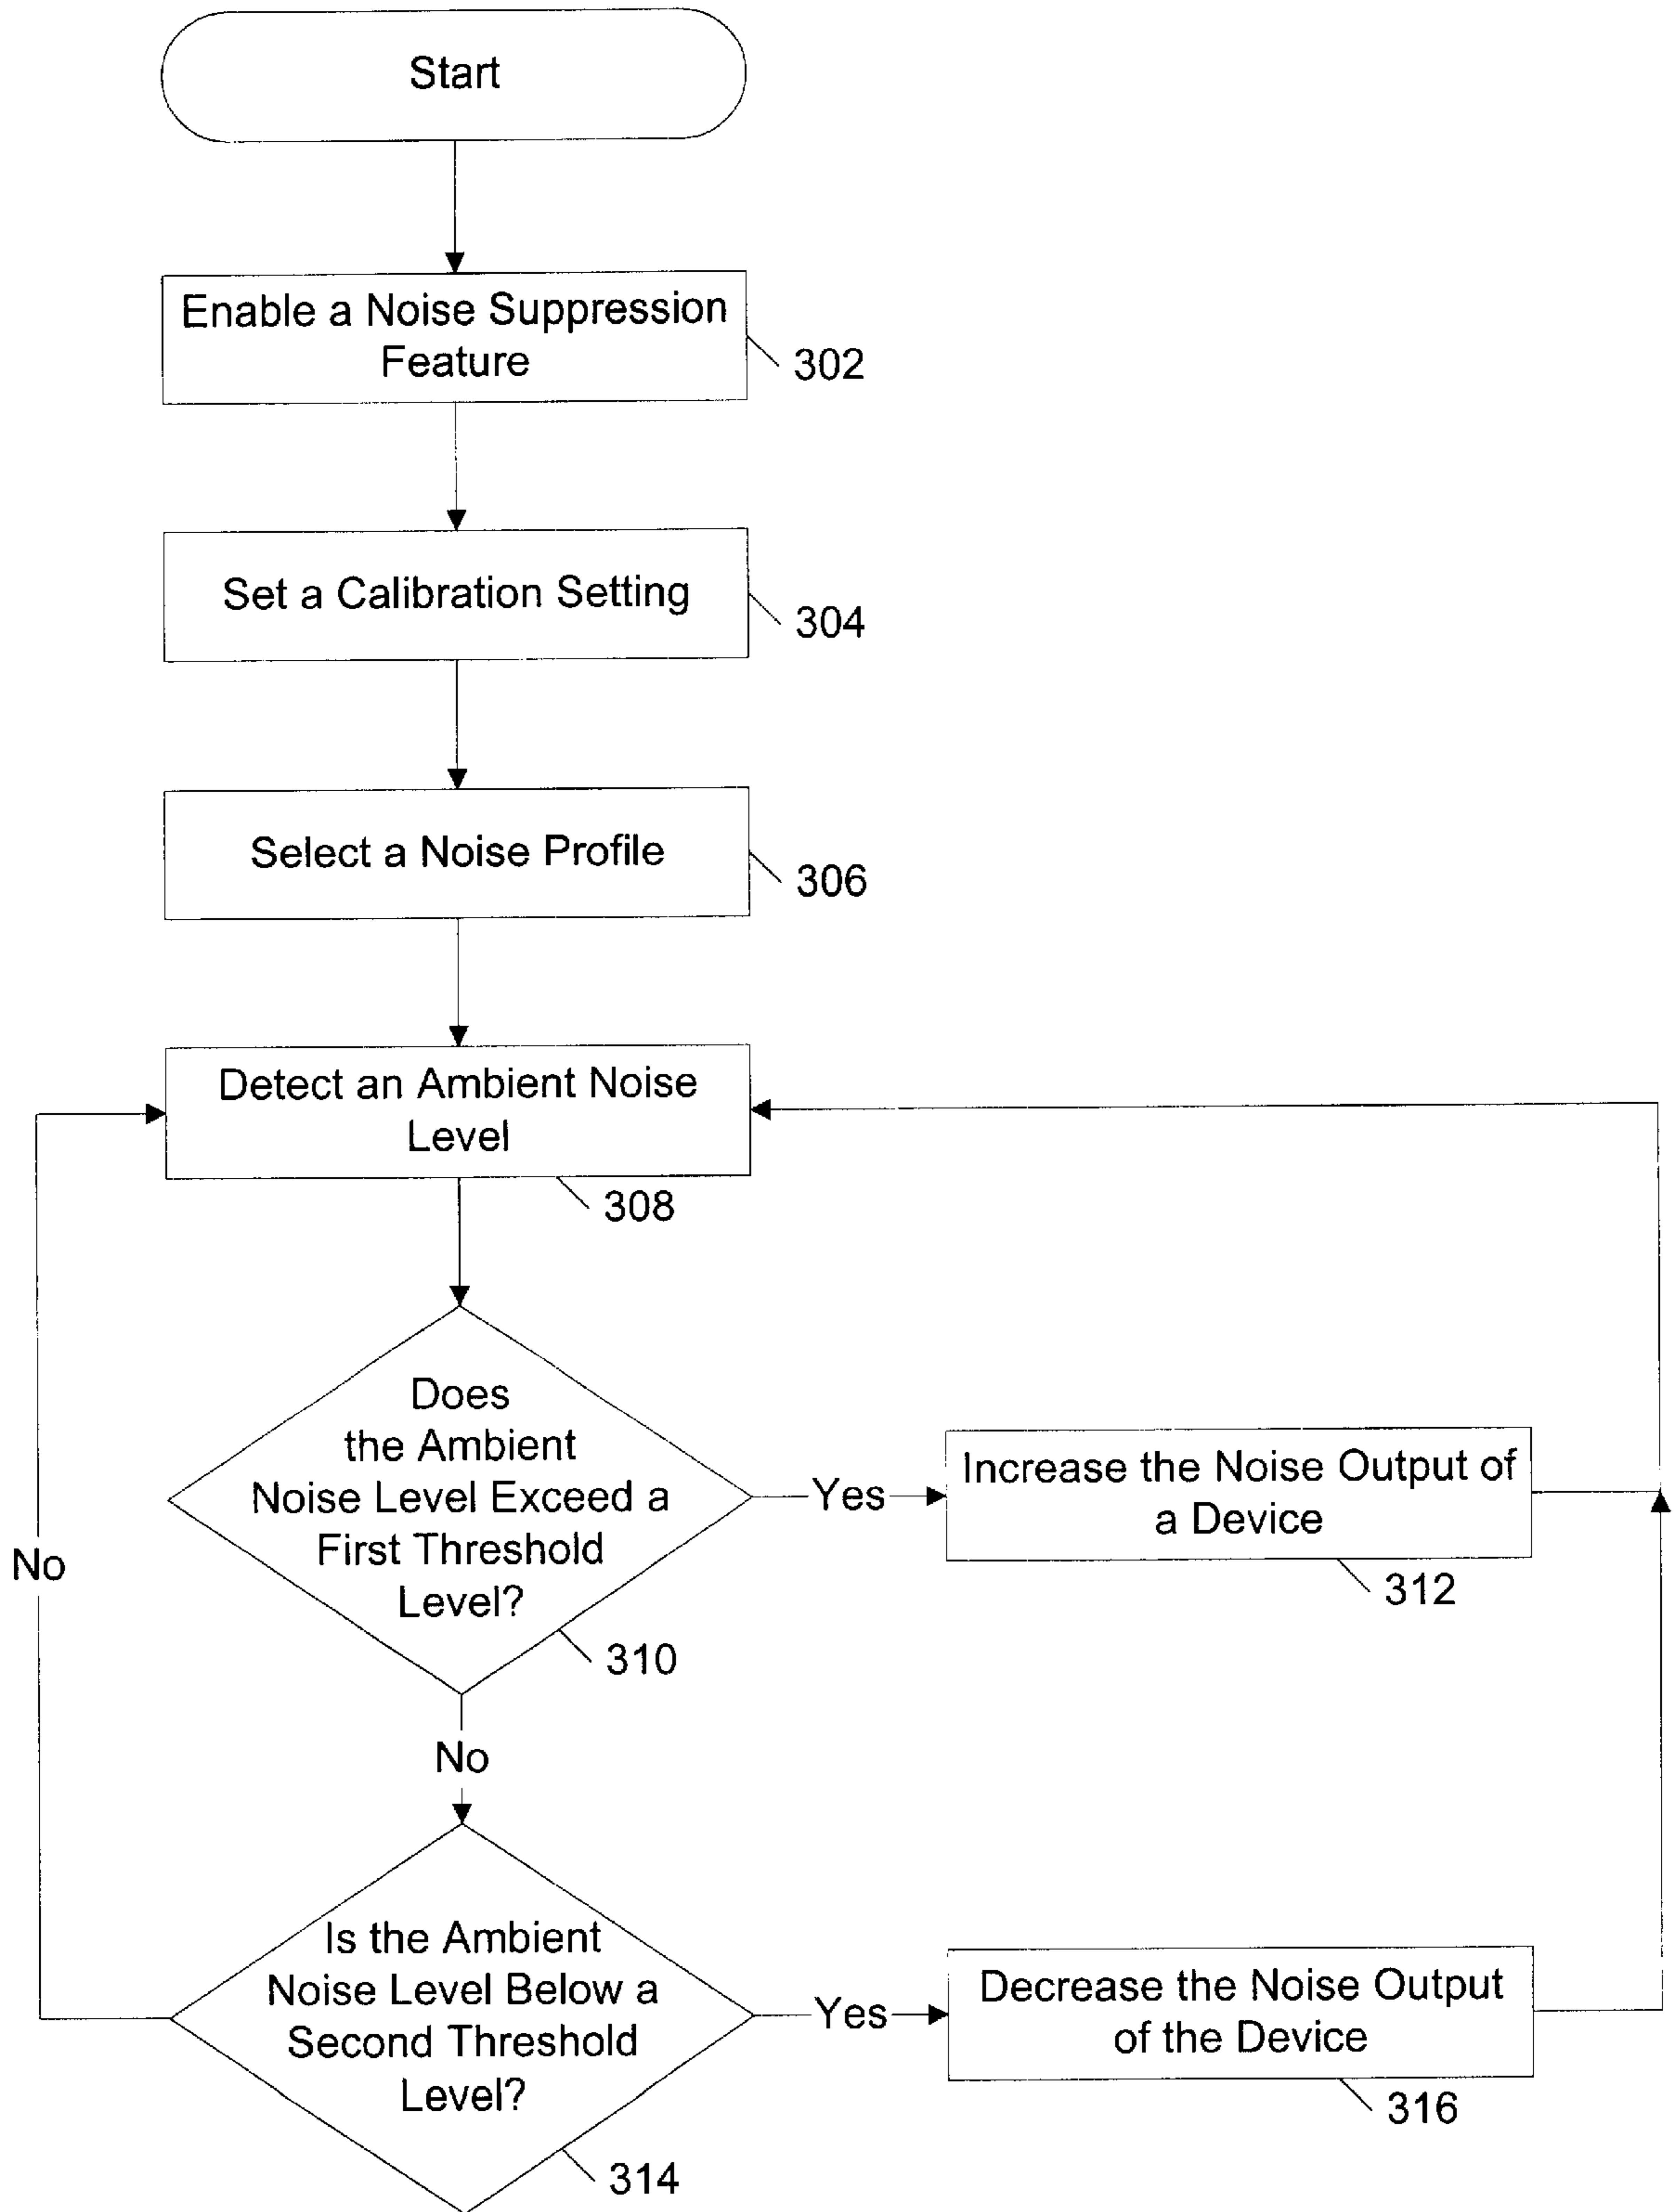 Start
Enable a Noise Suppression
Feature
302
Set a Calibration Setting
304
Select a Noise Profile
306
Detect an Ambient Noise
Level
308
Does
the Ambient
Noise Level Exceed a
First Threshold
Level?
310
Yes
Increase the Noise Output of
a Device
312
No
No
Is the Ambient
Noise Level Below a
Second Threshold
Level?
314
Yes
Decrease the Noise Output
of the Device
316